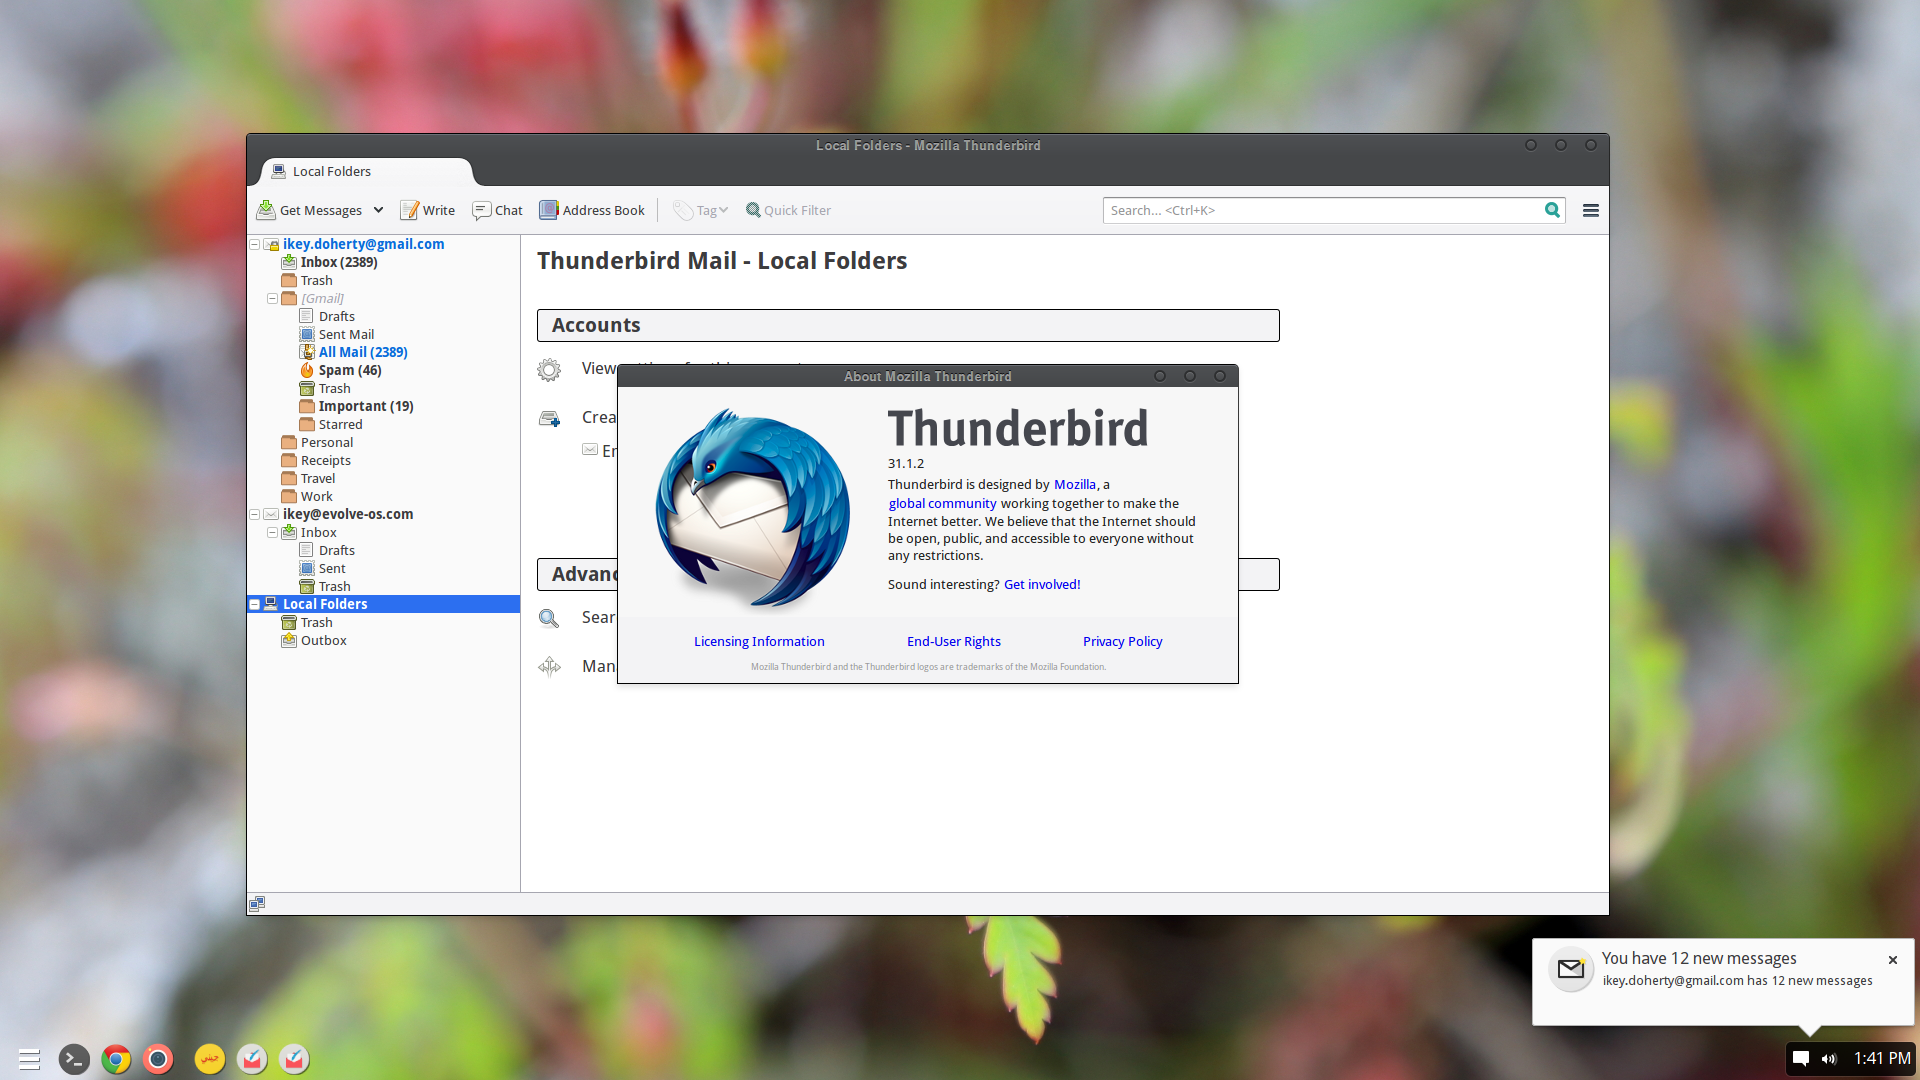 Local Folders - Mozilla Thunderbird
Local Folders
Get Messages
Write
Chat
Address Book
Tag
Quick Filter
Search... <Ctrl+K>
ikey.doherty@gmail.com
Inbox (2389)
Trash
[Gmail]
Drafts
Sent Mail
All Mail (2389)
Spam (46)
Trash
Important (19)
Starred
Personal
Receipts
Travel
Work
ikey@evolve-os.com
Inbox
Drafts
Sent
Trash
Local Folders
Trash
Outbox
Thunderbird Mail - Local Folders
Accounts
View
About Mozilla Thunderbird
Thunderbird
31.1.2
Thunderbird is designed by Mozilla, a
global community working together to make the
Internet better. We believe that the Internet should
be open, public, and accessible to everyone without
any restrictions.
Sound interesting? Get involved!
Licensing Information
End-User Rights
Privacy Policy
Mozilla Thunderbird and the Thunderbird logos are trademarks of the Mozilla Foundation.
You have 12 new messages
ikey.doherty@gmail.com has 12 new messages
1:41 PM